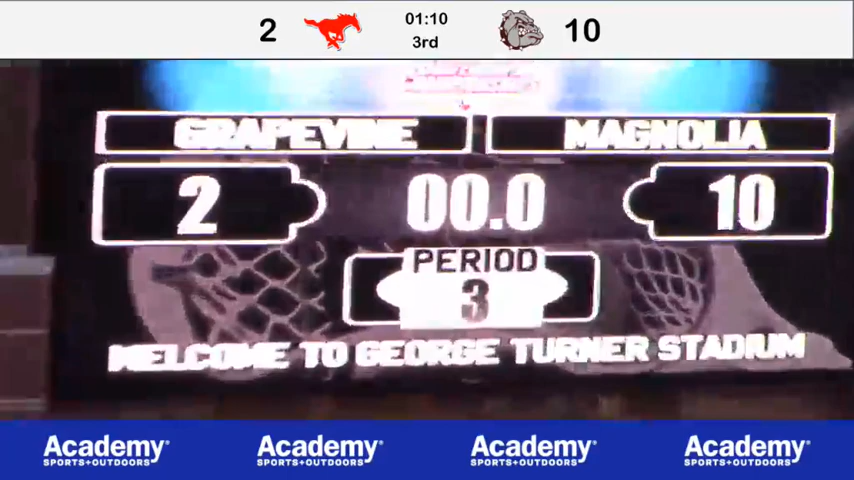 2 01:10 10
3rd
GRAPEVINE MAGNOLIA
2 00.0 10
PERIOD
3
WELCOME TO GEORGE TURNER STADIUM
Academy Academy Academy Academy
SPORTS+OUTDOORS SPORTS+OUTDOORS SPORTS+OUTDOORS SPORTS+OUTDOORS